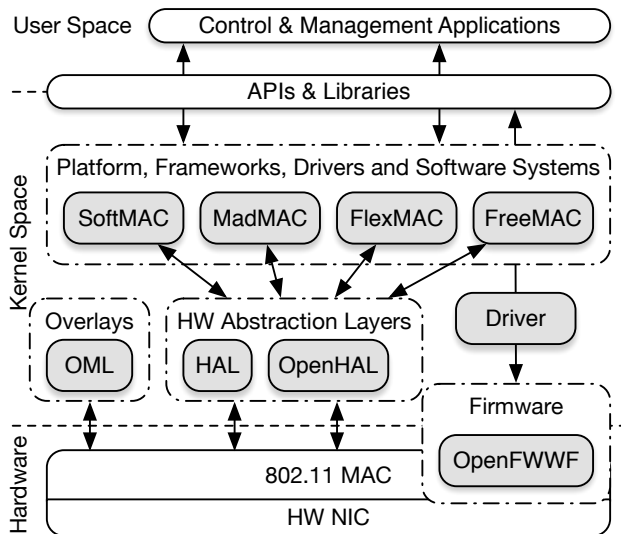 User Space
Control & Management Applications
APIs & Libraries
Kernel Space
Platform, Frameworks, Drivers and Software Systems
SoftMAC
MadMAC
FlexMAC
FreeMAC
Overlays
OML
HW Abstraction Layers
HAL
OpenHAL
Driver
Firmware
OpenFWWF
Hardware
802.11 MAC
HW NIC